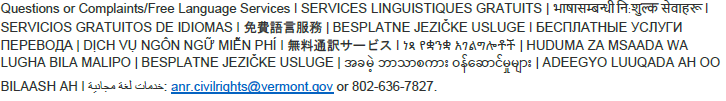 Questions or Complaints/Free Language Services | SERVICES LINGUISTIQUES GRATUITS | भाषासम्बन्धी नि:शुल्क सेवाहरू |
SERVICIOS GRATUITOS DE IDIOMAS | 免費語言服務 | BESPLATNE JEZIČKE USLUGE | БЕСПЛАТНЫЕ УСЛУГИ
ПЕРЕВОДА | DỊCH VỤ NGÔN NGỮ MIỄN PHÍ | 無料通訳サービス | ነጻ የቋንቋ አገልግሎቶች | HUDUMA ZA MSAADA WA
LUGHA BILA MALIPO | BESPLATNE JEZIČKE USLUGE | အခမဲ့ ဘာသာစကား ဝန်ဆောင်မှုများ | ADEEGYO LUUQADA AH OO
BILAASH AH | خدمات لغة مجانية: anr.civilrights@vermont.gov or 802-636-7827.